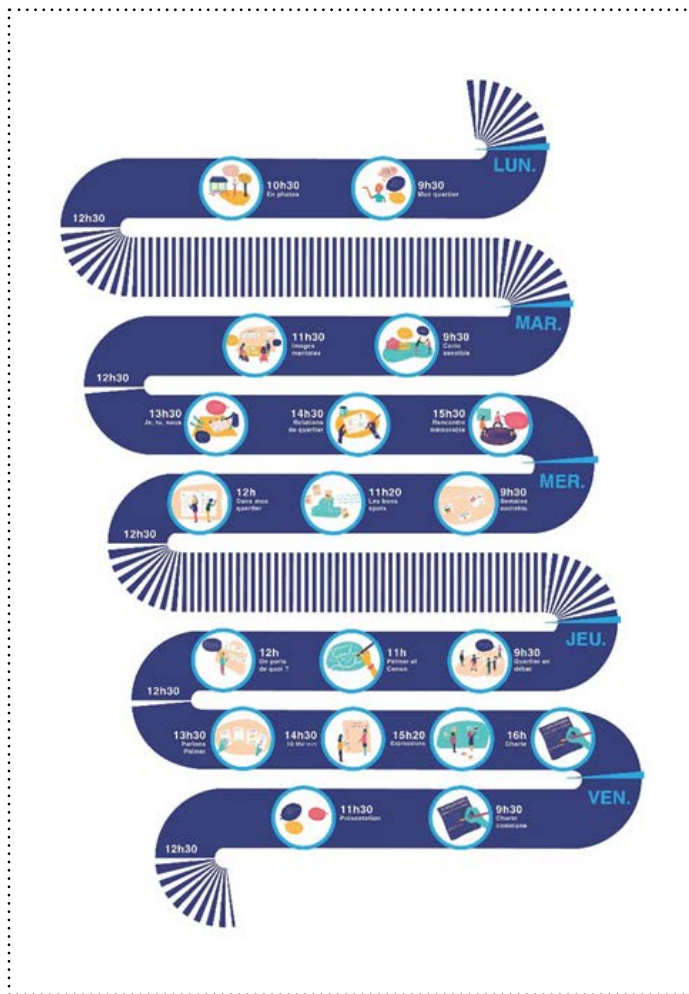 LUN.
9h30
Mon quartier
10h30
En photos
12h30
MAR.
9h30
Carte
sensible
11h30
Images
mentales
12h30
13h30
Je, tu, nous
14h30
Relations
de quartier
15h30
Rencontre
mémorable
MER.
9h30
Semaine
11h20
Les bons
spots
12h
Dans mon
quartier
12h30
JEU.
9h30
Quartier en
débat
11h
Palmer et
Cenon
12h
On parle
de quoi ?
12h30
13h30
Parlons
Palmer
14h30
15h20
Expressions
16h
Charte
VEN.
9h30
Charte
commune
11h30
Présentation
12h30